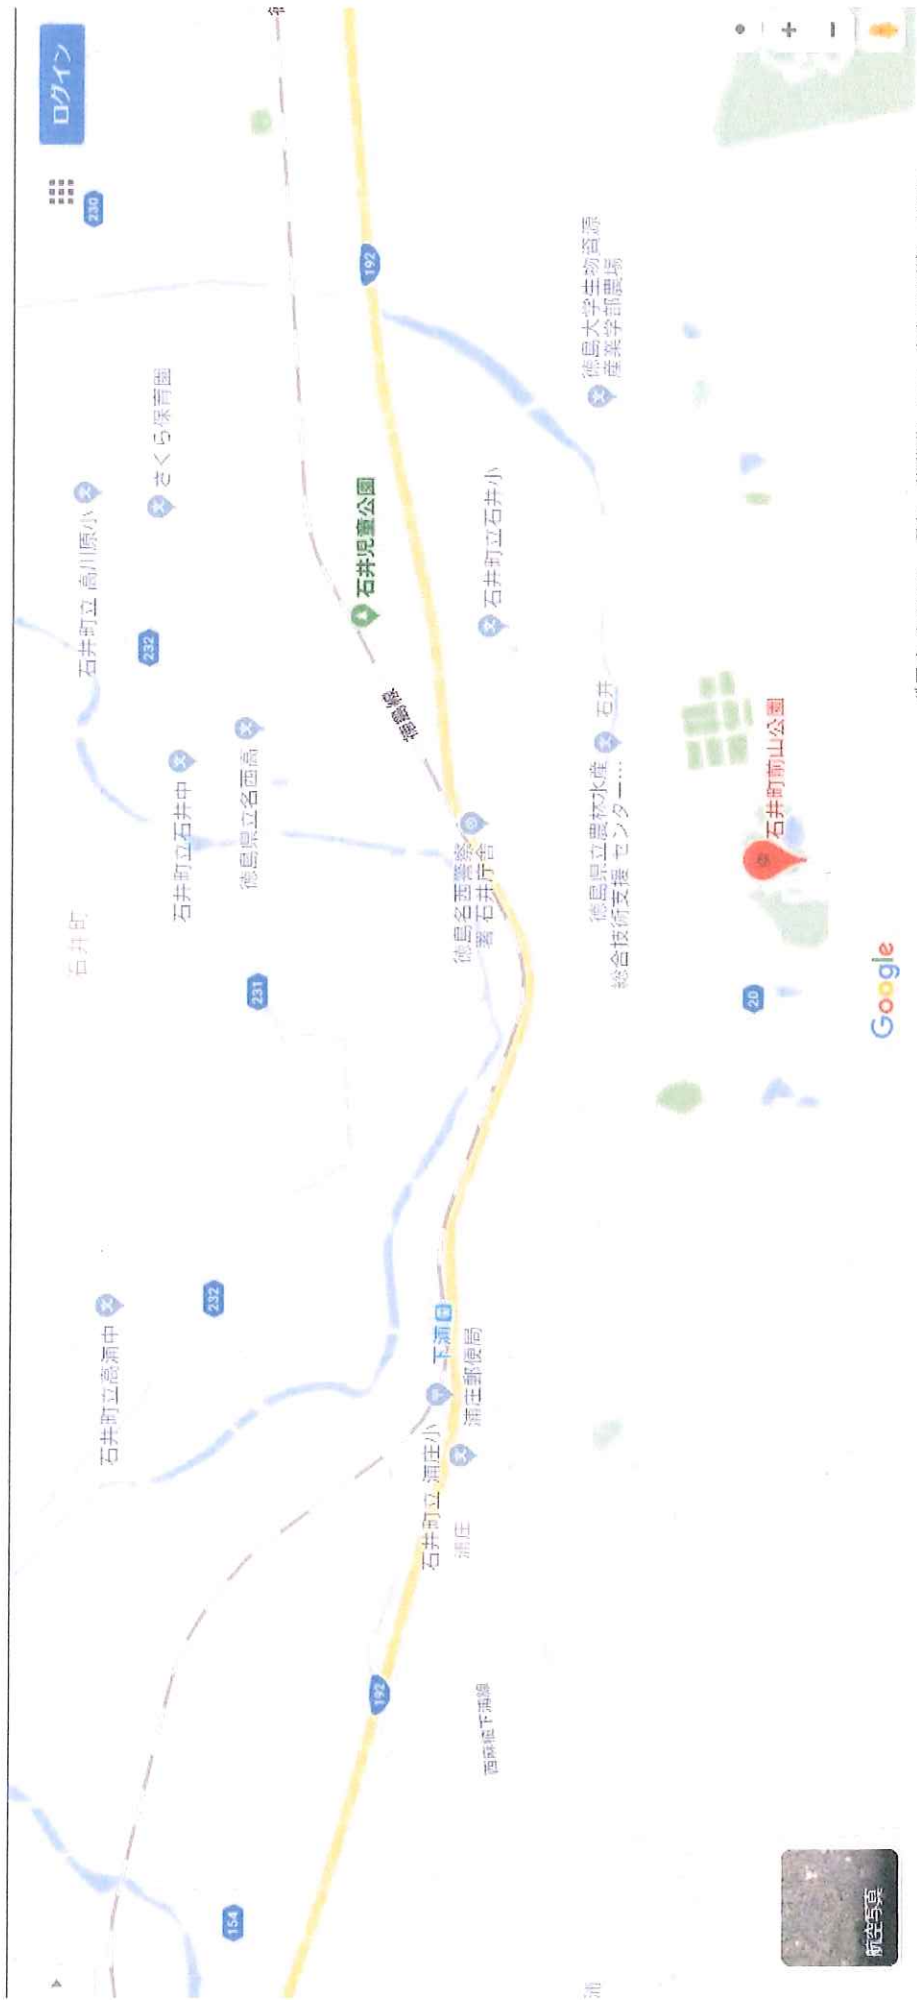 ログイン
230
石井町立 高川原小
さくら保育園
232
石井町
石井町立石井中
徳島県立名西高
231
石井町立高浦中
232
154
192
石井児童公園
徳島線
192
下浦
浦庄郵便局
石井町立 浦庄小
浦庄
西麻植下浦線
徳島名西警察
署 石井庁舎
石井町立石井小
徳島大学生物資源
産業学部農場
徳島県立農林水産
総合技術支援 センター...
石井
石井町前山公園
20
Google
航空写真
浦